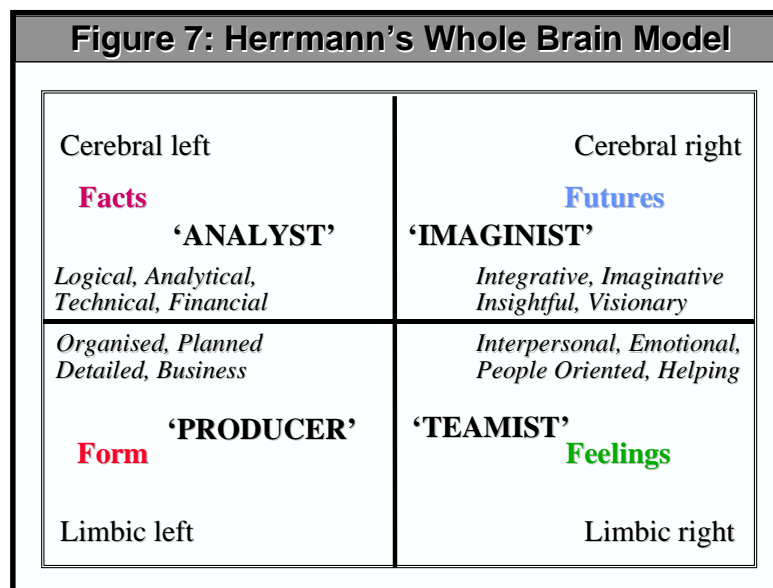 Figure 7: Herrmann's Whole Brain Model
Cerebral left
Facts
‘ANALYST’
Logical, Analytical,
Technical, Financial
Cerebral right
Futures
‘IMAGINIST’
Integrative, Imaginative
Insightful, Visionary
Organised, Planned
Detailed, Business
‘PRODUCER’
Form
Limbic left
Interpersonal, Emotional,
People Oriented, Helping
‘TEAMIST’
Feelings
Limbic right